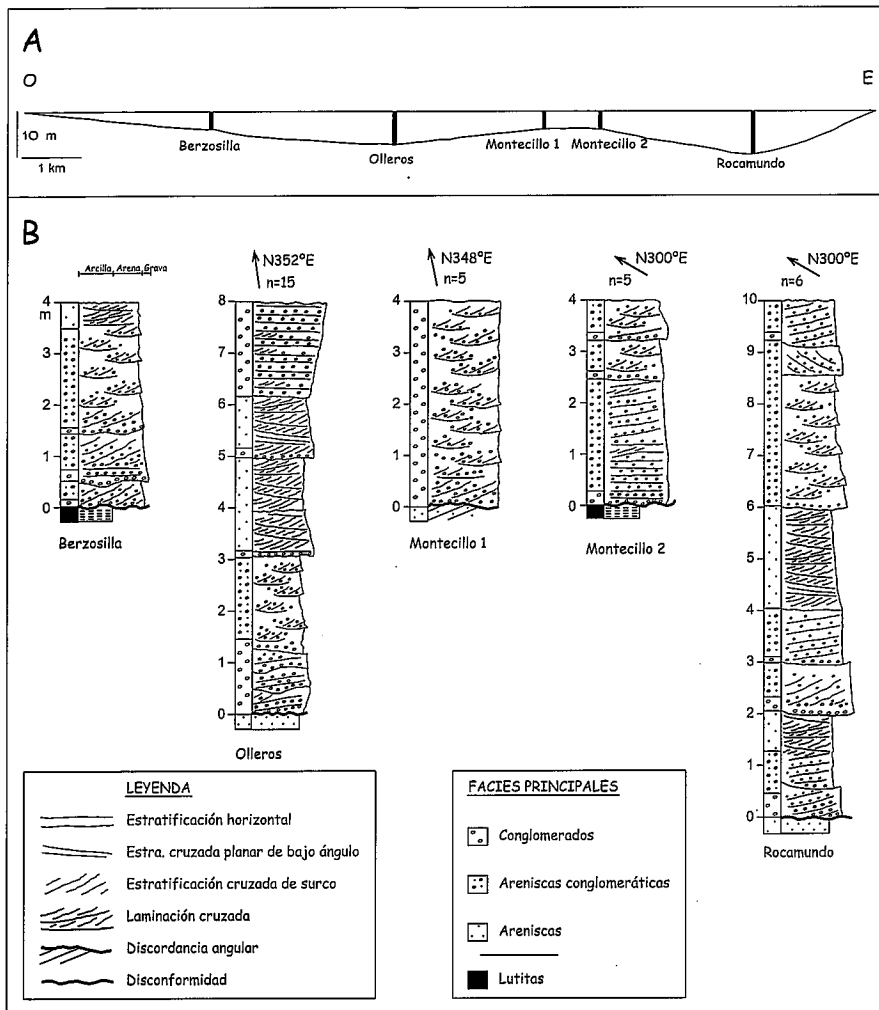 A
O E
10 m
1 km
Berzosilla
Olleros
Montecillo 1
Montecillo 2
Rocamundo
B
Arcilla, Arena, Grava
N352ºE
n=15
N348ºE
n=5
N300ºE
n=5
N300ºE
n=6
4
m
3
2
1
0
Berzosilla
8
7
6
5
4
3
2
1
0
Olleros
4
3
2
1
0
Montecillo 1
4
3
2
1
0
Montecillo 2
10
9
8
7
6
5
4
3
2
1
0
Rocamundo
LEYENDA
Estratificación horizontal
Estra. cruzada planar de bajo ángulo
Estratificación cruzada de surco
Laminación cruzada
Discordancia angular
Disconformidad
FACIES PRINCIPALES
Conglomerados
Areniscas conglomeráticas
Areniscas
Lutitas